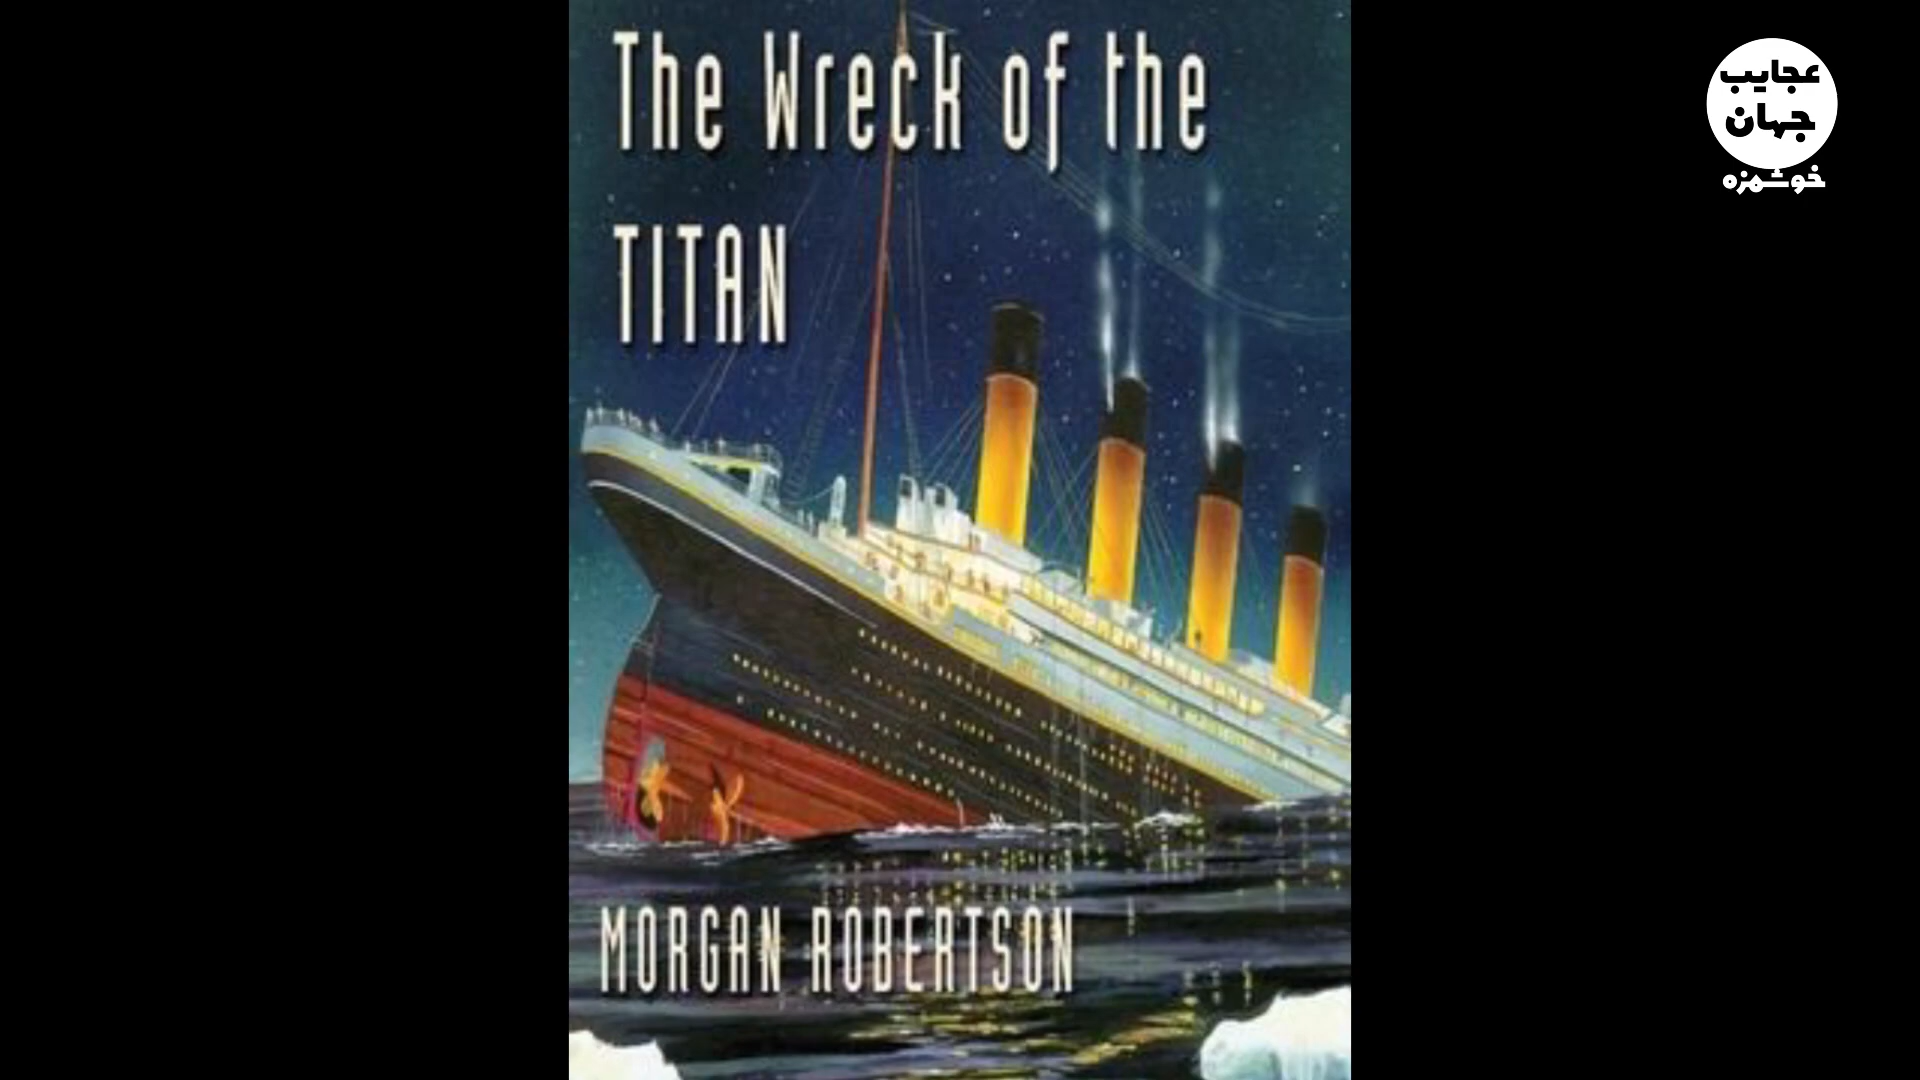 The Wreck of the
TITAN
MORGAN ROBERTSON
عجایب
جهان
خوشمزه